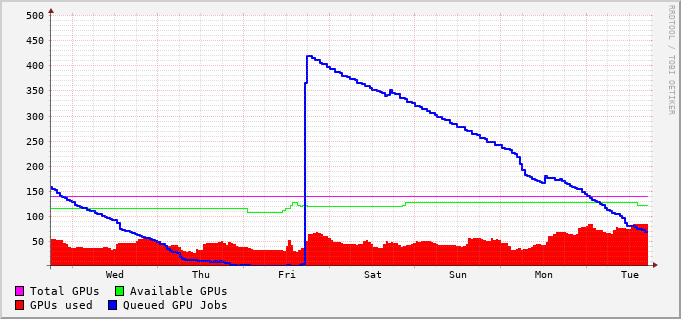 500
450
400
350
300
250
200
150
100
50
Wed Thu Fri Sat Sun Mon Tue
Total GPUs Available GPUs
GPUs used Queued GPU Jobs
RRDTOOL / TOBI OETIKER